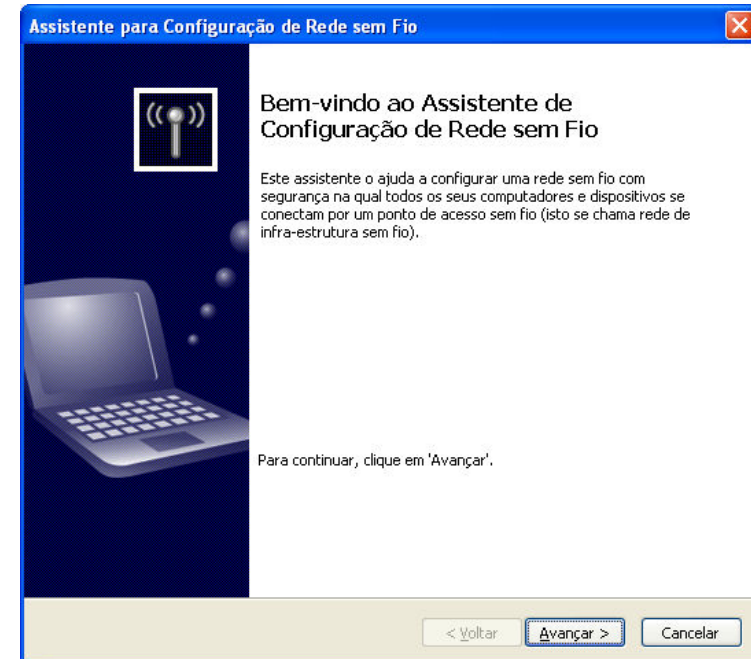 Assistente para Configuração de Rede sem Fio
Bem-vindo ao Assistente de
Configuração de Rede sem Fio
Este assistente o ajuda a configurar uma rede sem fio com
segurança na qual todos os seus computadores e dispositivos se
conectam por um ponto de acesso sem fio (isto se chama rede de
infra-estrutura sem fio).
Para continuar, clique em 'Avançar'.
< Voltar
Avançar >
Cancelar